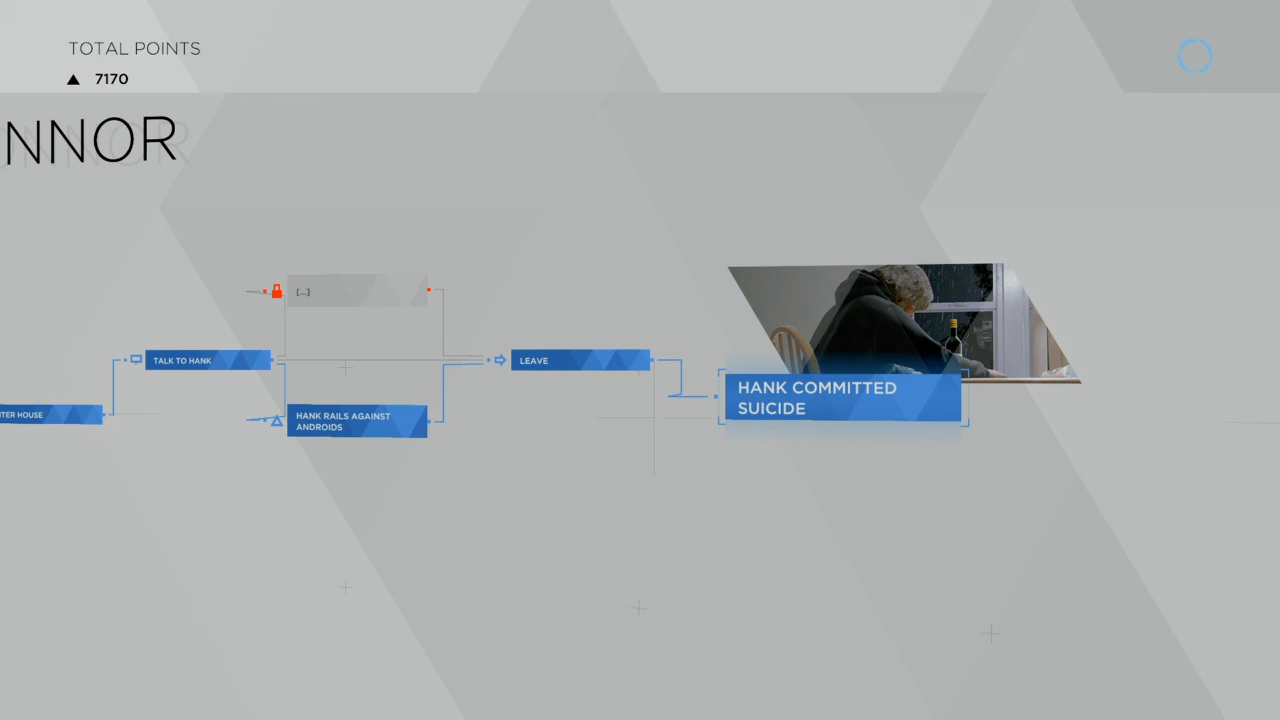 TOTAL POINTS
7170
NNOR
[...]
TALK TO HANK
LEAVE
HANK COMMITTED
SUICIDE
TER HOUSE
HANK RAILS AGAINST
ANDROIDS